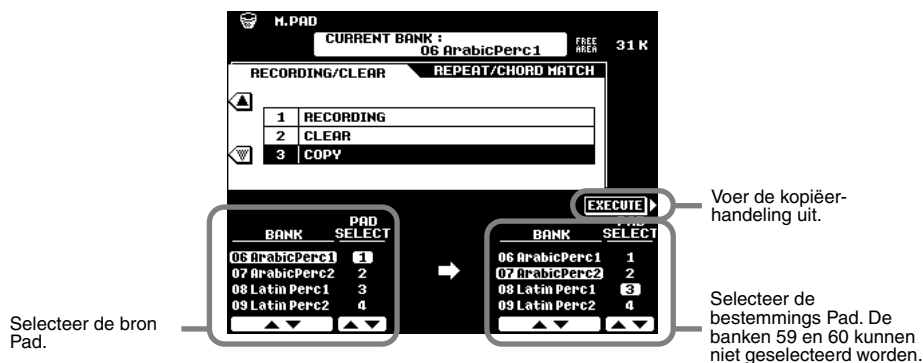 M.PAD
CURRENT BANK :
06 ArabicPerc1
FREE AREA 31 K
RECORDING/CLEAR REPEAT/CHORD MATCH
1 RECORDING
2 CLEAR
3 COPY
EXECUTE
Voer de kopiëer-
handeling uit.
BANK PAD SELECT
06 ArabicPerc1 1
07 ArabicPerc2 2
08 Latin Perc1 3
09 Latin Perc2 4
BANK PAD SELECT
06 ArabicPerc1 1
07 ArabicPerc2 2
08 Latin Perc1 3
09 Latin Perc2 4
Selecteer de bron
Pad.
Selecteer de
bestemmings Pad. De
banken 59 en 60 kunnen
niet geselecteerd worden.